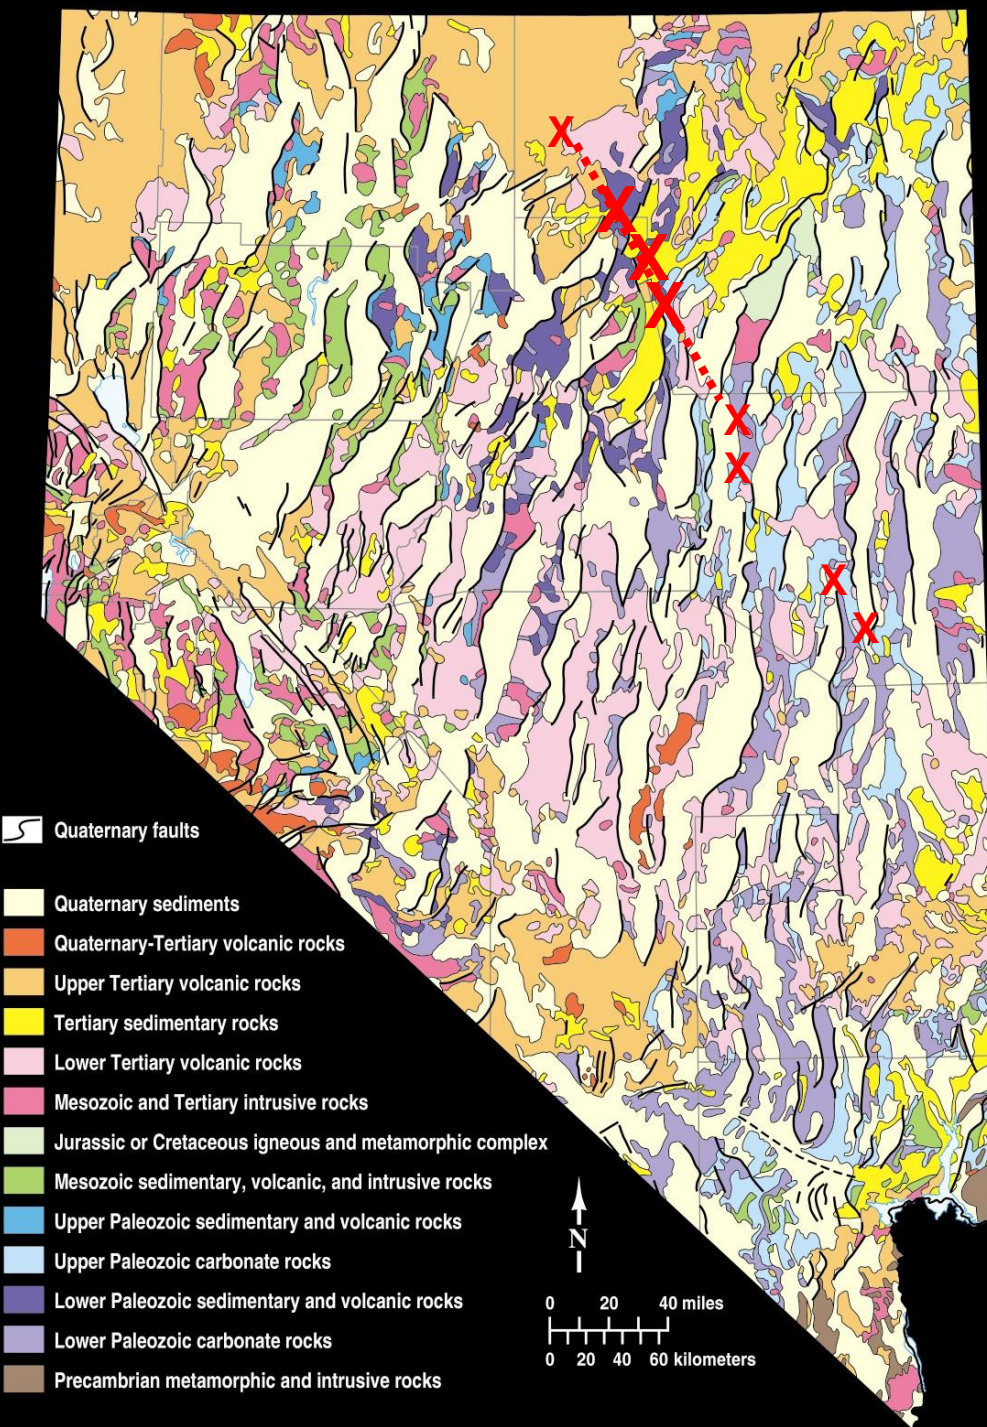 X
X
X
X
X
X
X
X
Quaternary faults
Quaternary sediments
Quaternary-Tertiary volcanic rocks
Upper Tertiary volcanic rocks
Tertiary sedimentary rocks
Lower Tertiary volcanic rocks
Mesozoic and Tertiary intrusive rocks
Jurassic or Cretaceous igneous and metamorphic complex
Mesozoic sedimentary, volcanic, and intrusive rocks
Upper Paleozoic sedimentary and volcanic rocks
Upper Paleozoic carbonate rocks
Lower Paleozoic sedimentary and volcanic rocks
Lower Paleozoic carbonate rocks
Precambrian metamorphic and intrusive rocks
N
0 20 40 miles
0 20 40 60 kilometers